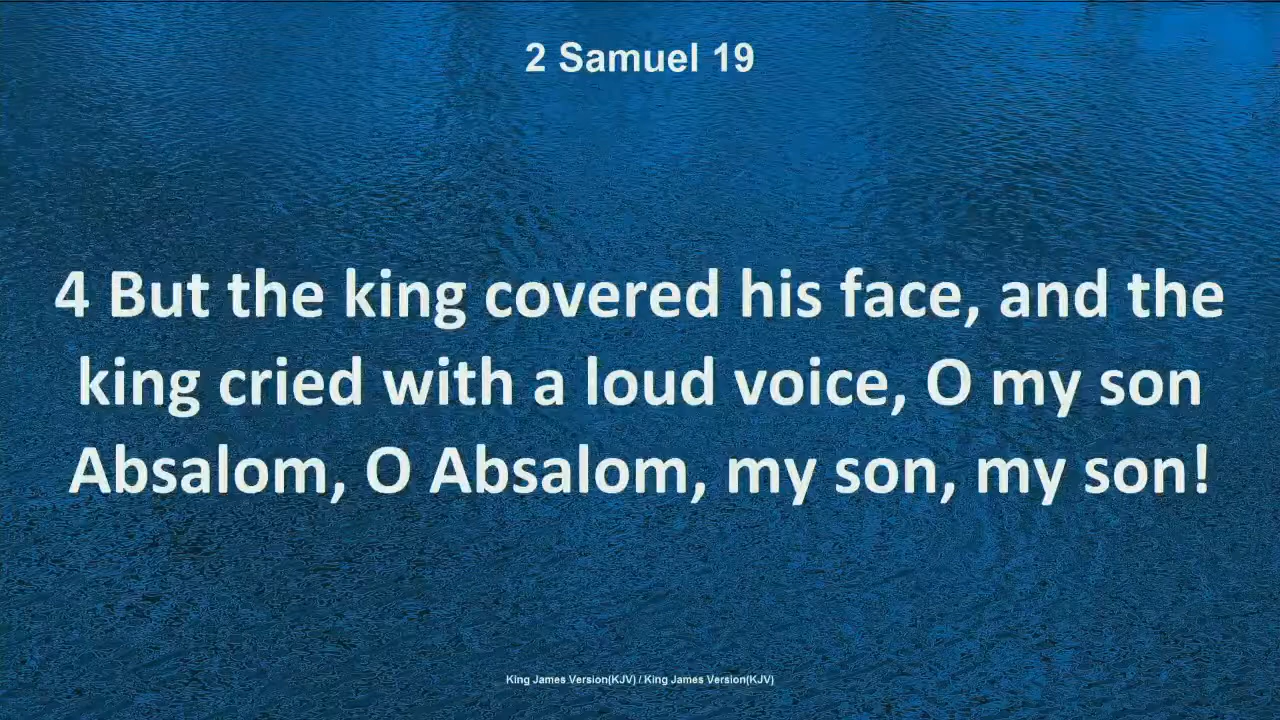 2 Samuel 19
4 But the king covered his face, and the
king cried with a loud voice, O my son
Absalom, O Absalom, my son, my son!
King James Version(KJV) / King James Version(KJV)